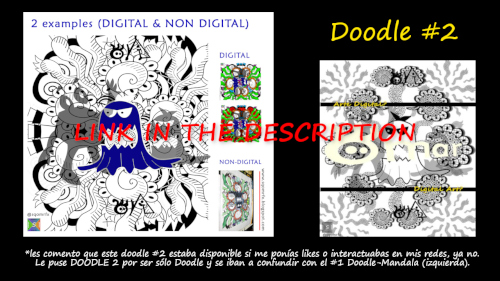 2 examples (DIGITAL & NON DIGITAL)
Doodle #2
DIGITAL
LINK IN THE DESCRIPTION
NON-DIGITAL
Digital Arrr
*les comento que este doodle #2 estaba disponible si me ponías likes o interactuabas en mis redes, ya no.
Le puse DOODLE 2 por ser sólo Doodle y se iban a confundir con el #1 Doodle-Mandala (izquierda).